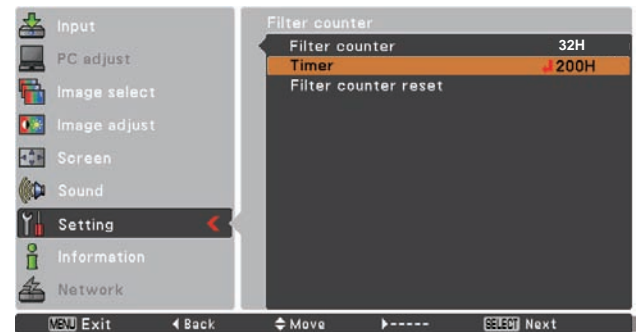 Input
PC adjust
Image select
Image adjust
Screen
Sound
Setting
Information
Network
Filter counter
Filter counter 32H
Timer 200H
Filter counter reset
MENU Exit Back Move ----- SELECT Next